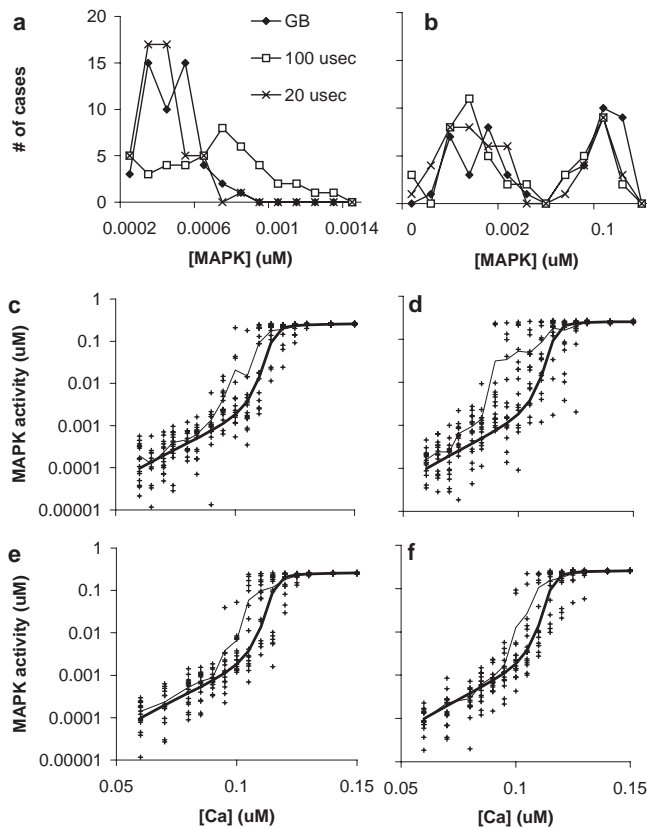 a
b
GB
100 usec
20 usec
# of cases
20
15
10
5
0
0.0002 0.0006 0.001 0.0014
0 0.002 0.1
[MAPK] (uM)
[MAPK] (uM)
c
d
MAPK activity (uM)
1
0.1
0.01
0.001
0.0001
0.00001
e
f
MAPK activity (uM)
1
0.1
0.01
0.001
0.0001
0.00001
0.05 0.1 0.15
0.05 0.1 0.15
[Ca] (uM)
[Ca] (uM)